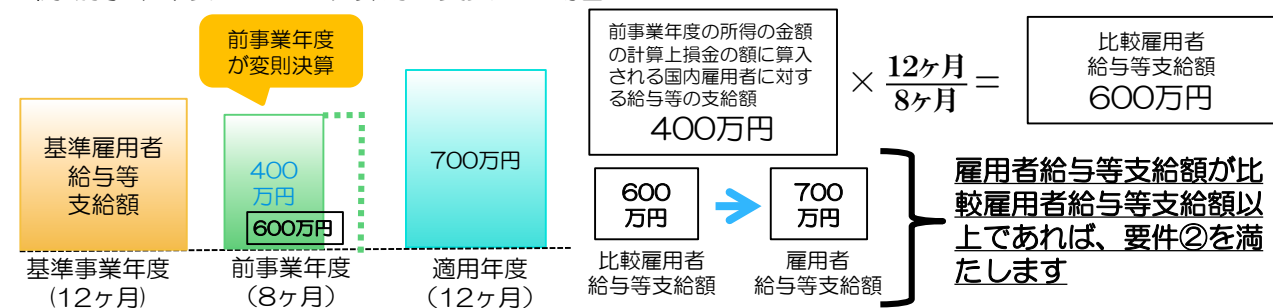 前事業年度
が変則決算
基準雇用者
給与等
支給額
400
万円
600万円
700万円
基準事業年度
(12ヶ月)
前事業年度
(8ヶ月)
適用年度
(12ヶ月)
前事業年度の所得の金額
の計算上損金の額に算入
される国内雇用者に対す
る給与等の支給額
400万円
×
12ヶ月
8ヶ月
=
比較雇用者
給与等支給額
600万円
600
万円
700
万円
比較雇用者
給与等支給額
雇用者
給与等支給額
雇用者給与等支給額が比
較雇用者給与等支給額以
上であれば、要件②を満
たします